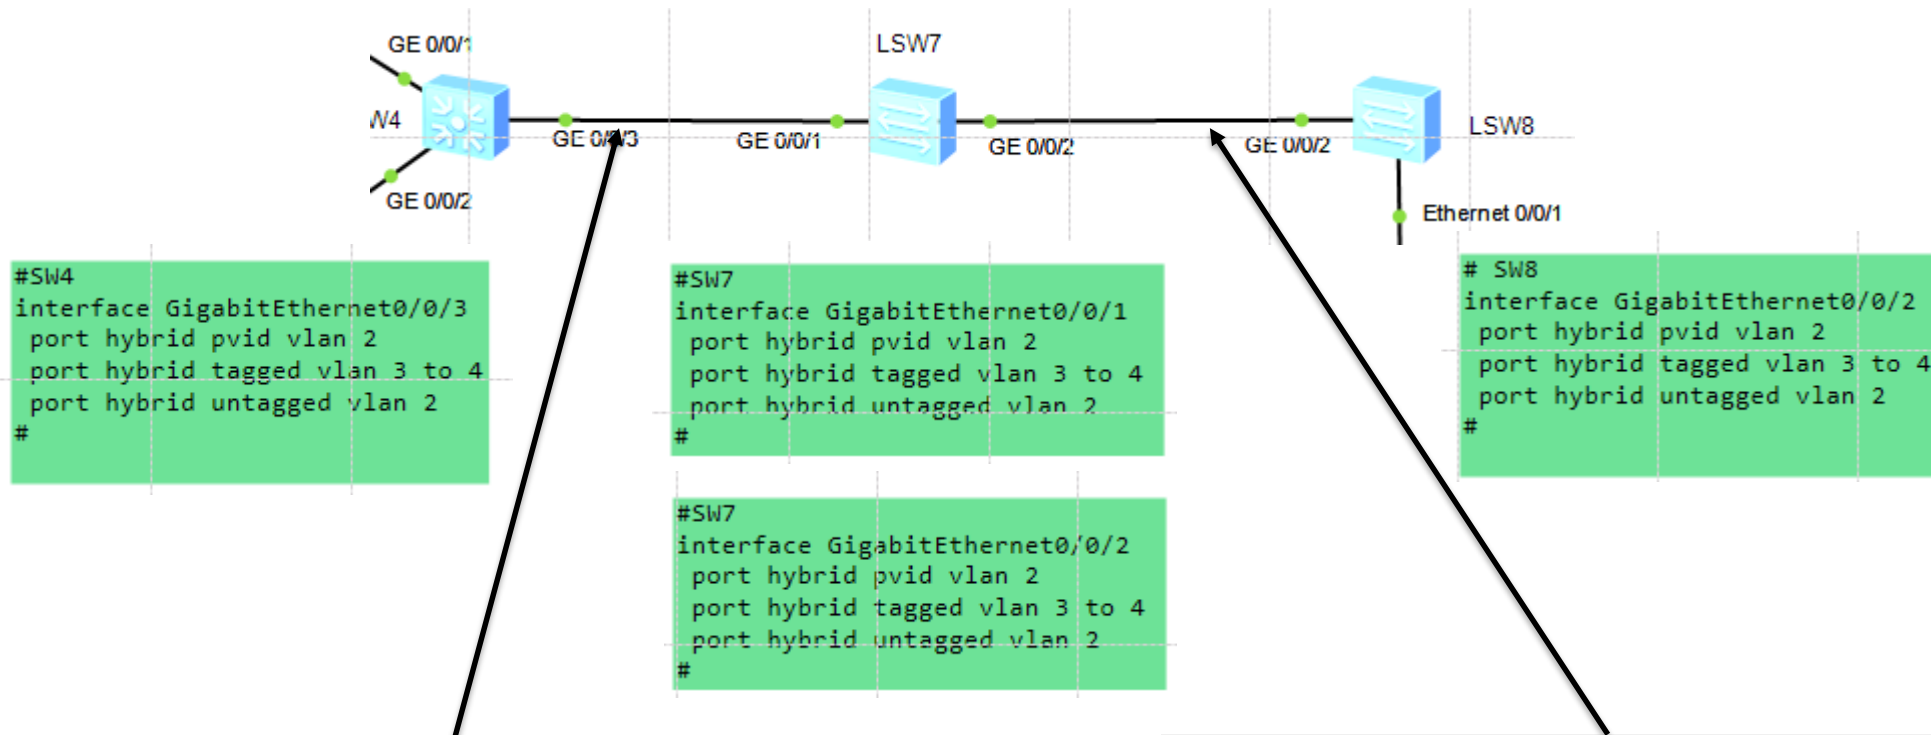 GE 0/0/1
LSW7
W4
GE 0/0/3
GE 0/0/1
GE 0/0/2
GE 0/0/2
LSW8
GE 0/0/2
Ethernet 0/0/1
#SW4
interface GigabitEthernet0/0/3
port hybrid pvid vlan 2
port hybrid tagged vlan 3 to 4
port hybrid untagged vlan 2
#
#SW7
interface GigabitEthernet0/0/1
port hybrid pvid vlan 2
port hybrid tagged vlan 3 to 4
port hybrid untagged vlan 2
#
# SW8
interface GigabitEthernet0/0/2
port hybrid pvid vlan 2
port hybrid tagged vlan 3 to 4
port hybrid untagged vlan 2
#
#SW7
interface GigabitEthernet0/0/2
port hybrid pvid vlan 2
port hybrid tagged vlan 3 to 4
port hybrid untagged vlan 2
#